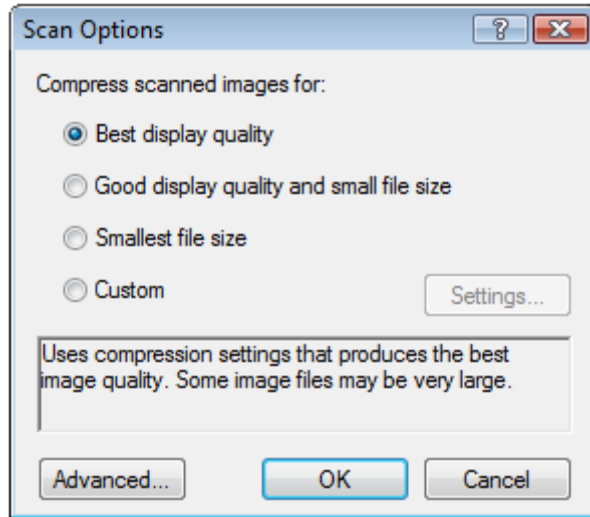 Scan Options
Compress scanned images for:
Best display quality
Good display quality and small file size
Smallest file size
Custom
Settings...
Uses compression settings that produces the best
image quality. Some image files may be very large.
Advanced...
OK
Cancel